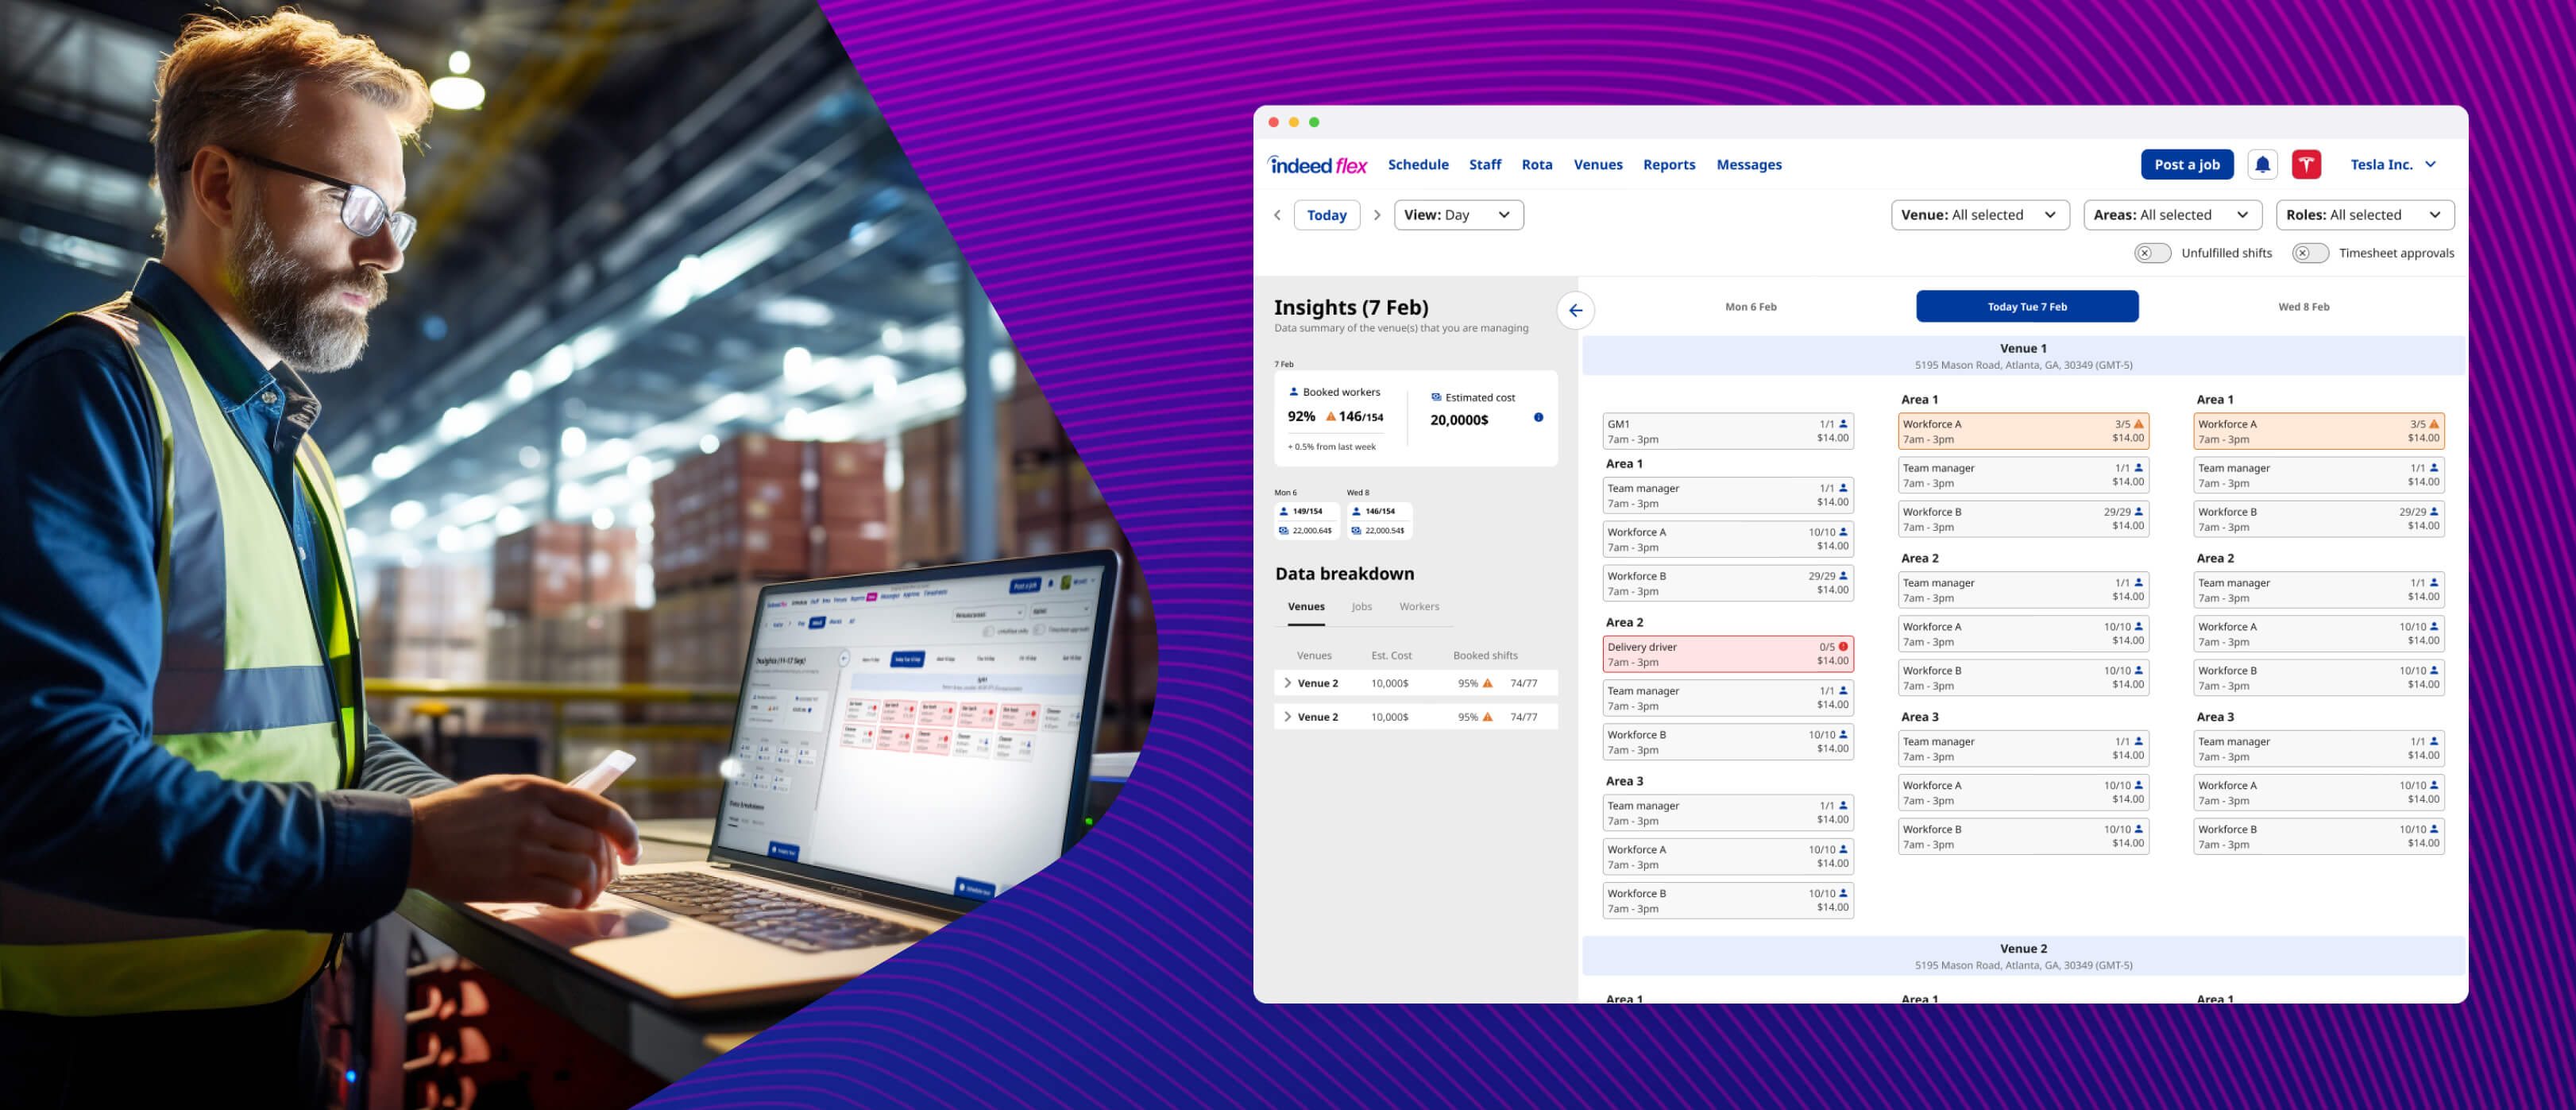 indeed flex Schedule Staff Rota Venues Reports Messages Post a job Tesla Inc.
Today View: Day Venue: All selected Areas: All selected Roles: All selected
Unfulfilled shifts Timesheet approvals
Insights (7 Feb)
Data summary of the venue(s) that you are managing
7 Feb
Booked workers
92% 146/154
+ 0.5% from last week
Estimated cost
20,0000$
Mon 6
149/154
22,000.64$
Wed 8
146/154
22,000.54$
Data breakdown
Venues Jobs Workers
Venues Est. Cost Booked shifts
Venue 2 10,000$ 95% 74/77
Venue 2 10,000$ 95% 74/77
Mon 6 Feb Today Tue 7 Feb Wed 8 Feb
Venue 1
5195 Mason Road, Atlanta, GA, 30349 (GMT-5)
GM1 1/1
7am - 3pm $14.00
Area 1
Team manager 1/1
7am - 3pm $14.00
Workforce A 10/10
7am - 3pm $14.00
Workforce B 29/29
7am - 3pm $14.00
Area 2
Delivery driver 0/5
7am - 3pm $14.00
Team manager 1/1
7am - 3pm $14.00
Workforce B 10/10
7am - 3pm $14.00
Area 3
Team manager 1/1
7am - 3pm $14.00
Workforce A 10/10
7am - 3pm $14.00
Workforce B 10/10
7am - 3pm $14.00
Area 1
Workforce A 3/5
7am - 3pm $14.00
Team manager 1/1
7am - 3pm $14.00
Workforce B 29/29
7am - 3pm $14.00
Area 2
Team manager 1/1
7am - 3pm $14.00
Workforce A 10/10
7am - 3pm $14.00
Workforce B 10/10
7am - 3pm $14.00
Area 3
Team manager 1/1
7am - 3pm $14.00
Workforce A 10/10
7am - 3pm $14.00
Workforce B 10/10
7am - 3pm $14.00
Area 1
Workforce A 3/5
7am - 3pm $14.00
Team manager 1/1
7am - 3pm $14.00
Workforce B 29/29
7am - 3pm $14.00
Area 2
Team manager 1/1
7am - 3pm $14.00
Workforce A 10/10
7am - 3pm $14.00
Workforce B 10/10
7am - 3pm $14.00
Area 3
Team manager 1/1
7am - 3pm $14.00
Workforce A 10/10
7am - 3pm $14.00
Workforce B 10/10
7am - 3pm $14.00
Venue 2
5195 Mason Road, Atlanta, GA, 30349 (GMT-5)
Area 1 Area 1 Area 1